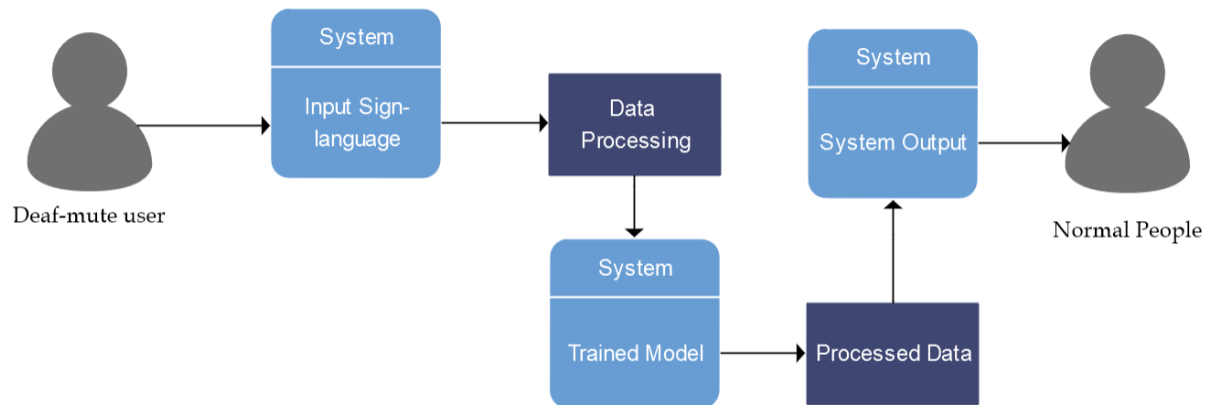 Deaf-mute user
System
Input Sign-
language
Data
Processing
System
Trained Model
Processed Data
System
System Output
Normal People